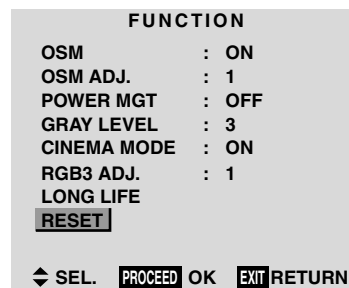 FUNCTION
OSM : ON
OSM ADJ. : 1
POWER MGT : OFF
GRAY LEVEL : 3
CINEMA MODE : ON
RGB3 ADJ. : 1
LONG LIFE
RESET
SEL. PROCEED OK EXIT RETURN